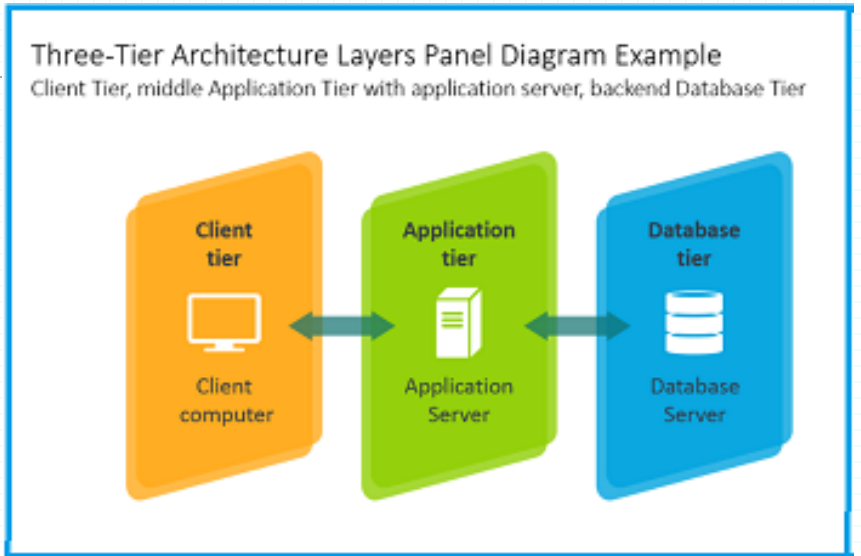 Three-Tier Architecture Layers Panel Diagram Example
Client Tier, middle Application Tier with application server, backend Database Tier
Client
tier
Client
computer
Application
tier
Application
Server
Database
tier
Database
Server